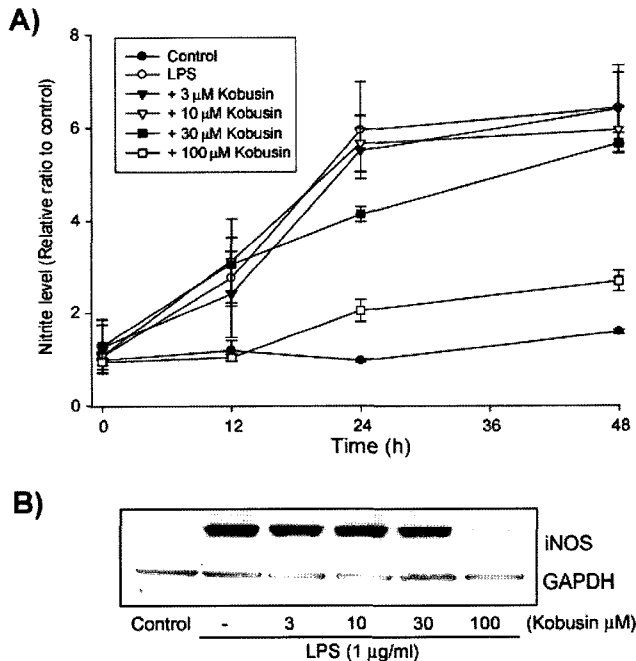 A)
8
6
4
2
0
Nitrite level (Relative ratio to control)
Control
LPS
+ 3 μM Kobusin
+ 10 μM Kobusin
+ 30 μM Kobusin
+ 100 μM Kobusin
0 12 24 36 48
Time (h)
B)
iNOS
GAPDH
Control - 3 10 30 100 (Kobusin μM)
LPS (1 μg/ml)